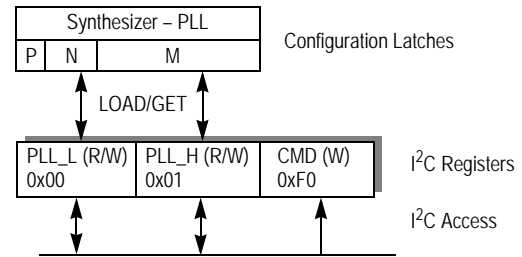 Synthesizer – PLL
P N M
Configuration Latches
LOAD/GET
PLL_L (R/W) PLL_H (R/W) CMD (W)
0x00 0x01 0xF0
I²C Registers
I²C Access